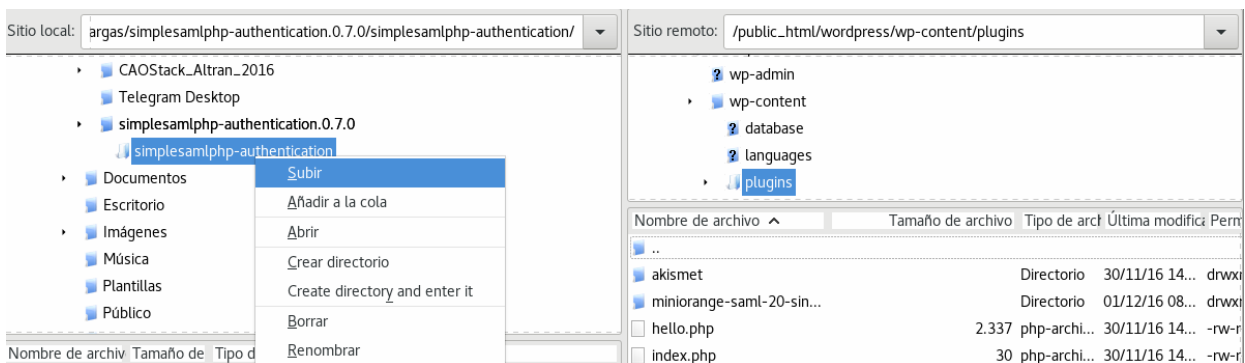 Sitio local: argas/simplesamlphp-authentication.0.7.0/simplesamlphp-authentication/
CAOStack_Altran_2016
Telegram Desktop
simplesamlphp-authentication.0.7.0
simplesamlphp-authentication
Documentos
Escritorio
Imágenes
Música
Plantillas
Público
Nombre de archiv Tamaño de Tipo d
Subir
Añadir a la cola
Abrir
Crear directorio
Create directory and enter it
Borrar
Renombrar
Sitio remoto: /public_html/wordpress/wp-content/plugins
? wp-admin
wp-content
? database
? languages
plugins
Nombre de archivo Tamaño de archivo Tipo de arch Última modifica Perm
..
akismet Directorio 30/11/16 14... drwxr
miniorange-saml-20-sin... Directorio 01/12/16 08... drwxr
hello.php 2.337 php-archi... 30/11/16 14... -rw-r
index.php 30 php-archi... 30/11/16 14... -rw-r